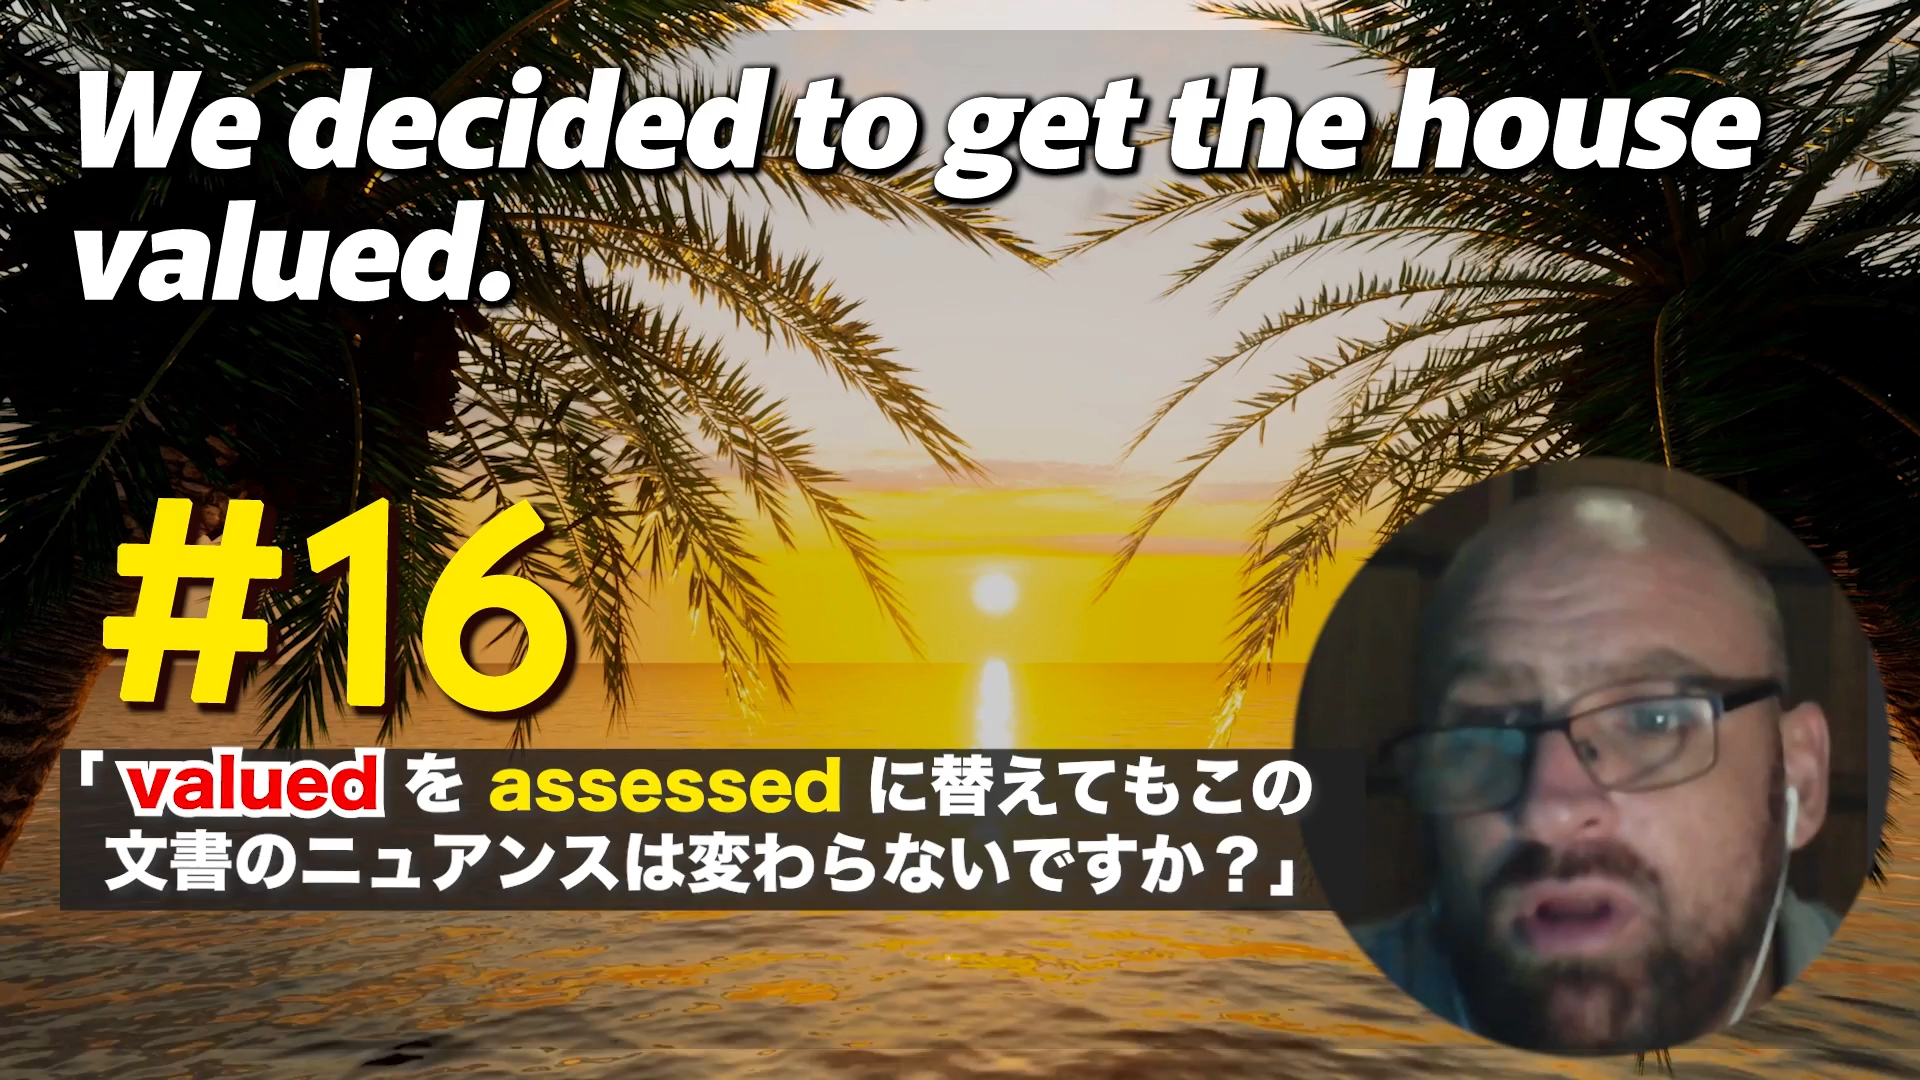 We decided to get the house
valued.
#16
「valued を assessed に替えてもこの
文書のニュアンスは変わらないですか？」